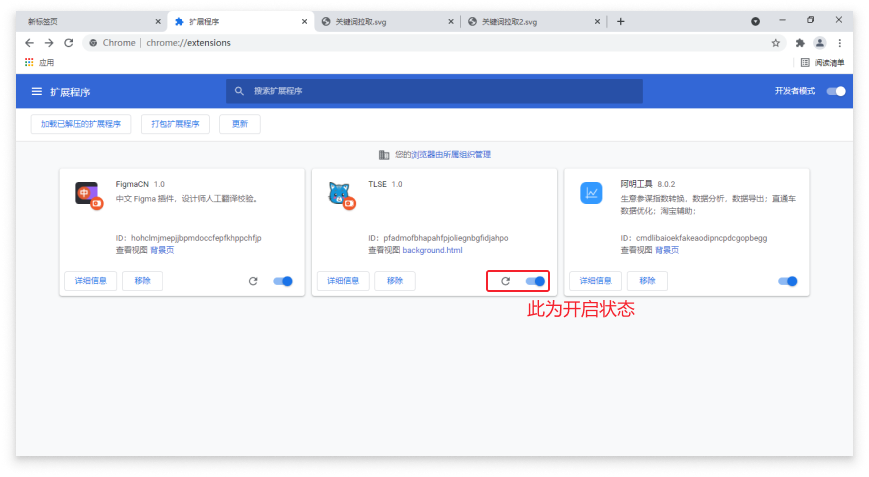 新标签页
扩展程序
关键词拉取.svg
关键词拉取2.svg
Chrome | chrome://extensions
应用
阅读清单
扩展程序
搜索扩展程序
开发者模式
加载已解压的扩展程序
打包扩展程序
更新
您的浏览器由所属组织管理
FigmaCN 1.0
中文 Figma 插件，设计师人工翻译校验。
ID：hohclmjmepjjbpmdoccfepfkhppchfjp
查看视图 背景页
详细信息
移除
TLSE 1.0
ID：pfadmofbhapahfpjoliegnbgfidjahpo
查看视图 background.html
详细信息
移除
阿明工具 8.0.2
生意参谋指数转换，数据分析，数据导出；直通车
数据优化；淘宝辅助；
ID：cmdlibaioekfakeaodipncpdcgopbegg
查看视图 背景页
详细信息
移除
此为开启状态
中